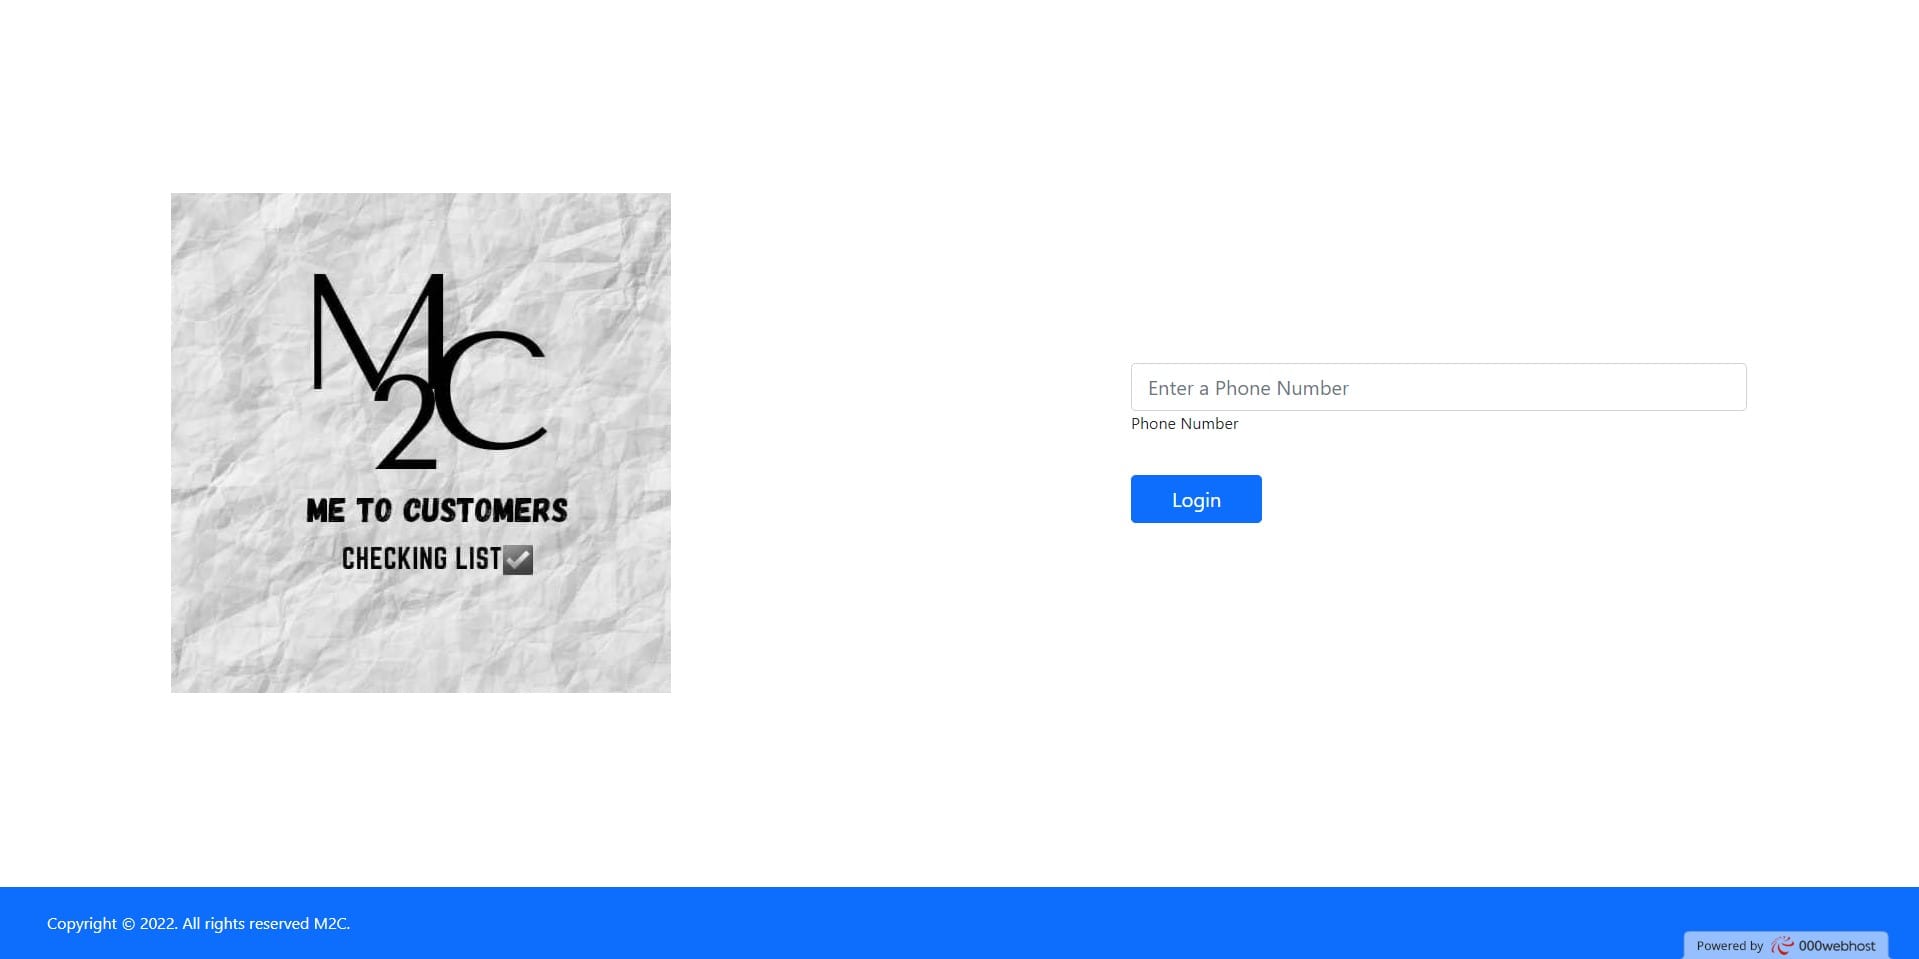 M2C
ME TO CUSTOMERS
CHECKING LIST☑
Enter a Phone Number
Phone Number
Login
Copyright © 2022. All rights reserved M2C.
Powered by 000webhost